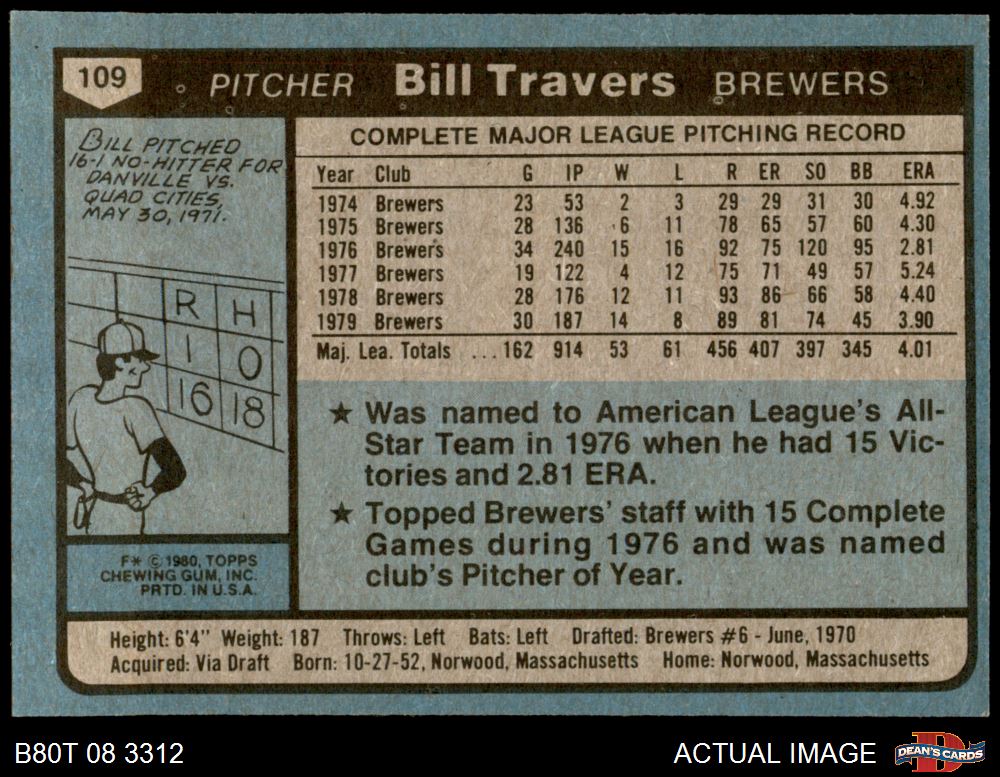 109 PITCHER Bill Travers BREWERS
BILL PITCHED
16-1 NO-HITTER FOR
DANVILLE VS.
QUAD CITIES,
MAY 30, 1971.
R H
1 0
16 18
F* © 1980, TOPPS
CHEWING GUM, INC.
PRTD. IN U.S.A.
COMPLETE MAJOR LEAGUE PITCHING RECORD
Year Club G IP W L R ER SO BB ERA
1974 Brewers 23 53 2 3 29 29 31 30 4.92
1975 Brewers 28 136 6 11 78 65 57 60 4.30
1976 Brewers 34 240 15 16 92 75 120 95 2.81
1977 Brewers 19 122 4 12 75 71 49 57 5.24
1978 Brewers 28 176 12 11 93 86 66 58 4.40
1979 Brewers 30 187 14 8 89 81 74 45 3.90
Maj. Lea. Totals ...162 914 53 61 456 407 397 345 4.01
★ Was named to American League's All-
Star Team in 1976 when he had 15 Vic-
tories and 2.81 ERA.
★ Topped Brewers' staff with 15 Complete
Games during 1976 and was named
club's Pitcher of Year.
Height: 6'4" Weight: 187 Throws: Left Bats: Left Drafted: Brewers #6 - June, 1970
Acquired: Via Draft Born: 10-27-52, Norwood, Massachusetts Home: Norwood, Massachusetts
B80T 08 3312 ACTUAL IMAGE D DEAN'S CARDS